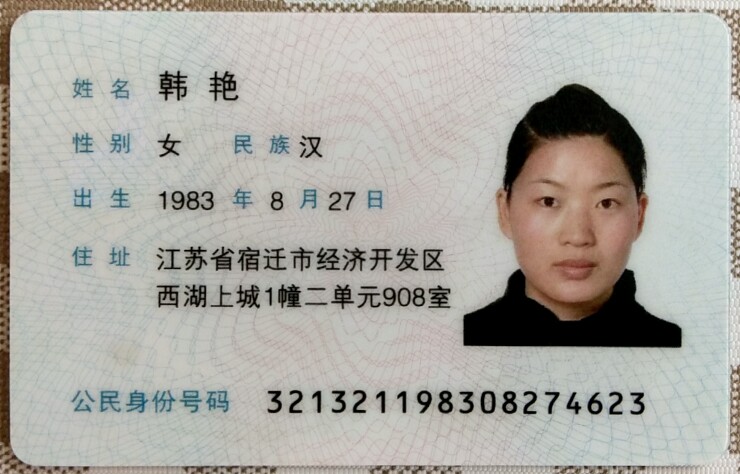 姓名 韩艳
性别 女 民族 汉
出生 1983 年 8 月 27 日
住址 江苏省宿迁市经济开发区
西湖上城1幢二单元908室
公民身份号码 321321198308274623